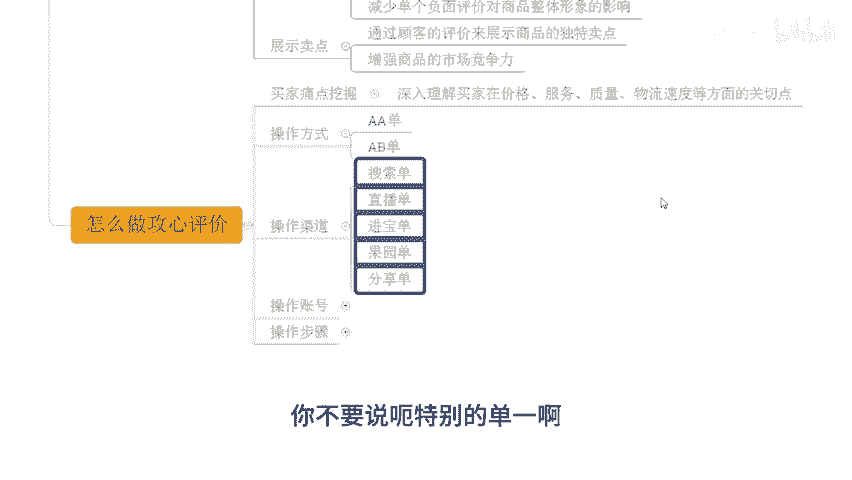 减少单个负面评价对商品整体形象的影响
展示卖点
通过顾客的评价来展示商品的独特卖点
增强商品的市场竞争力
买家痛点挖掘
深入理解买家在价格、服务、质量、物流速度等方面的关切点
操作方式
AA单
AB单
怎么做攻心评价
操作渠道
搜索单
直播单
进宝单
果园单
分享单
操作账号
操作步骤
你不要说呃特别的单一啊